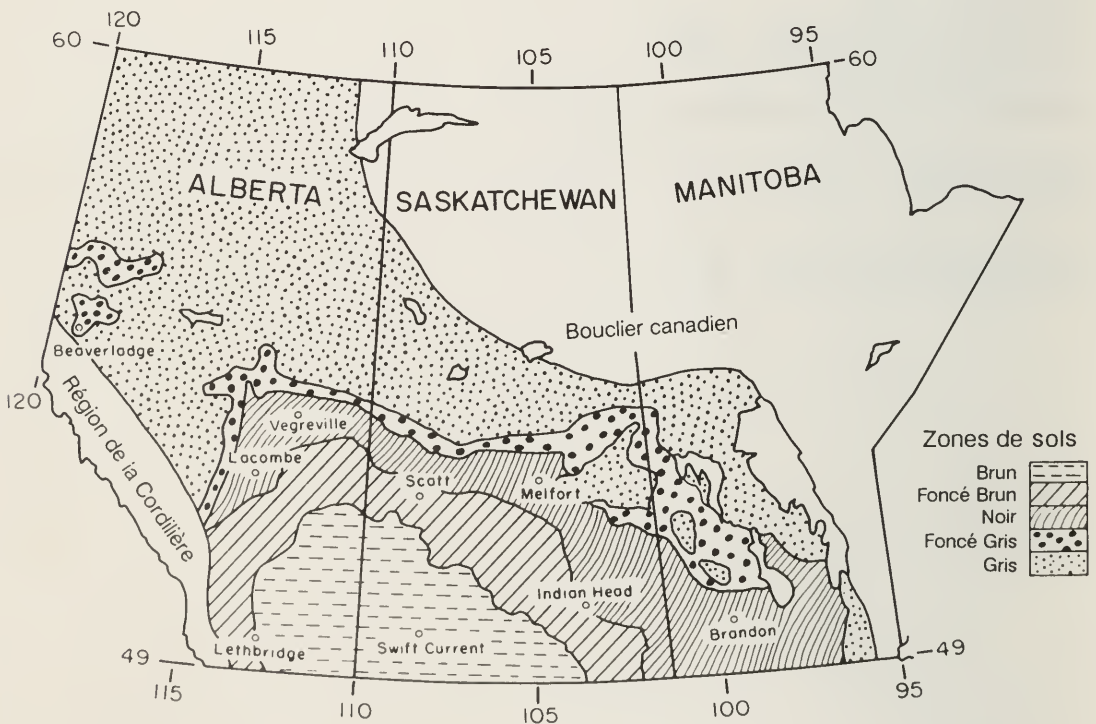 120
60
115
110
105
100
95
60
ALBERTA
SASKATCHEWAN
MANITOBA
Bouclier canadien
Beaverladge
120
Région de la Cordilière
Vegreville
Lacombe
Scott
Melfort
Zones de sols
Brun
Foncé Brun
Noir
Foncé Gris
Gris
Indian Head
Brandon
Lethbridge
Swift Current
49
49
115
110
105
100
95